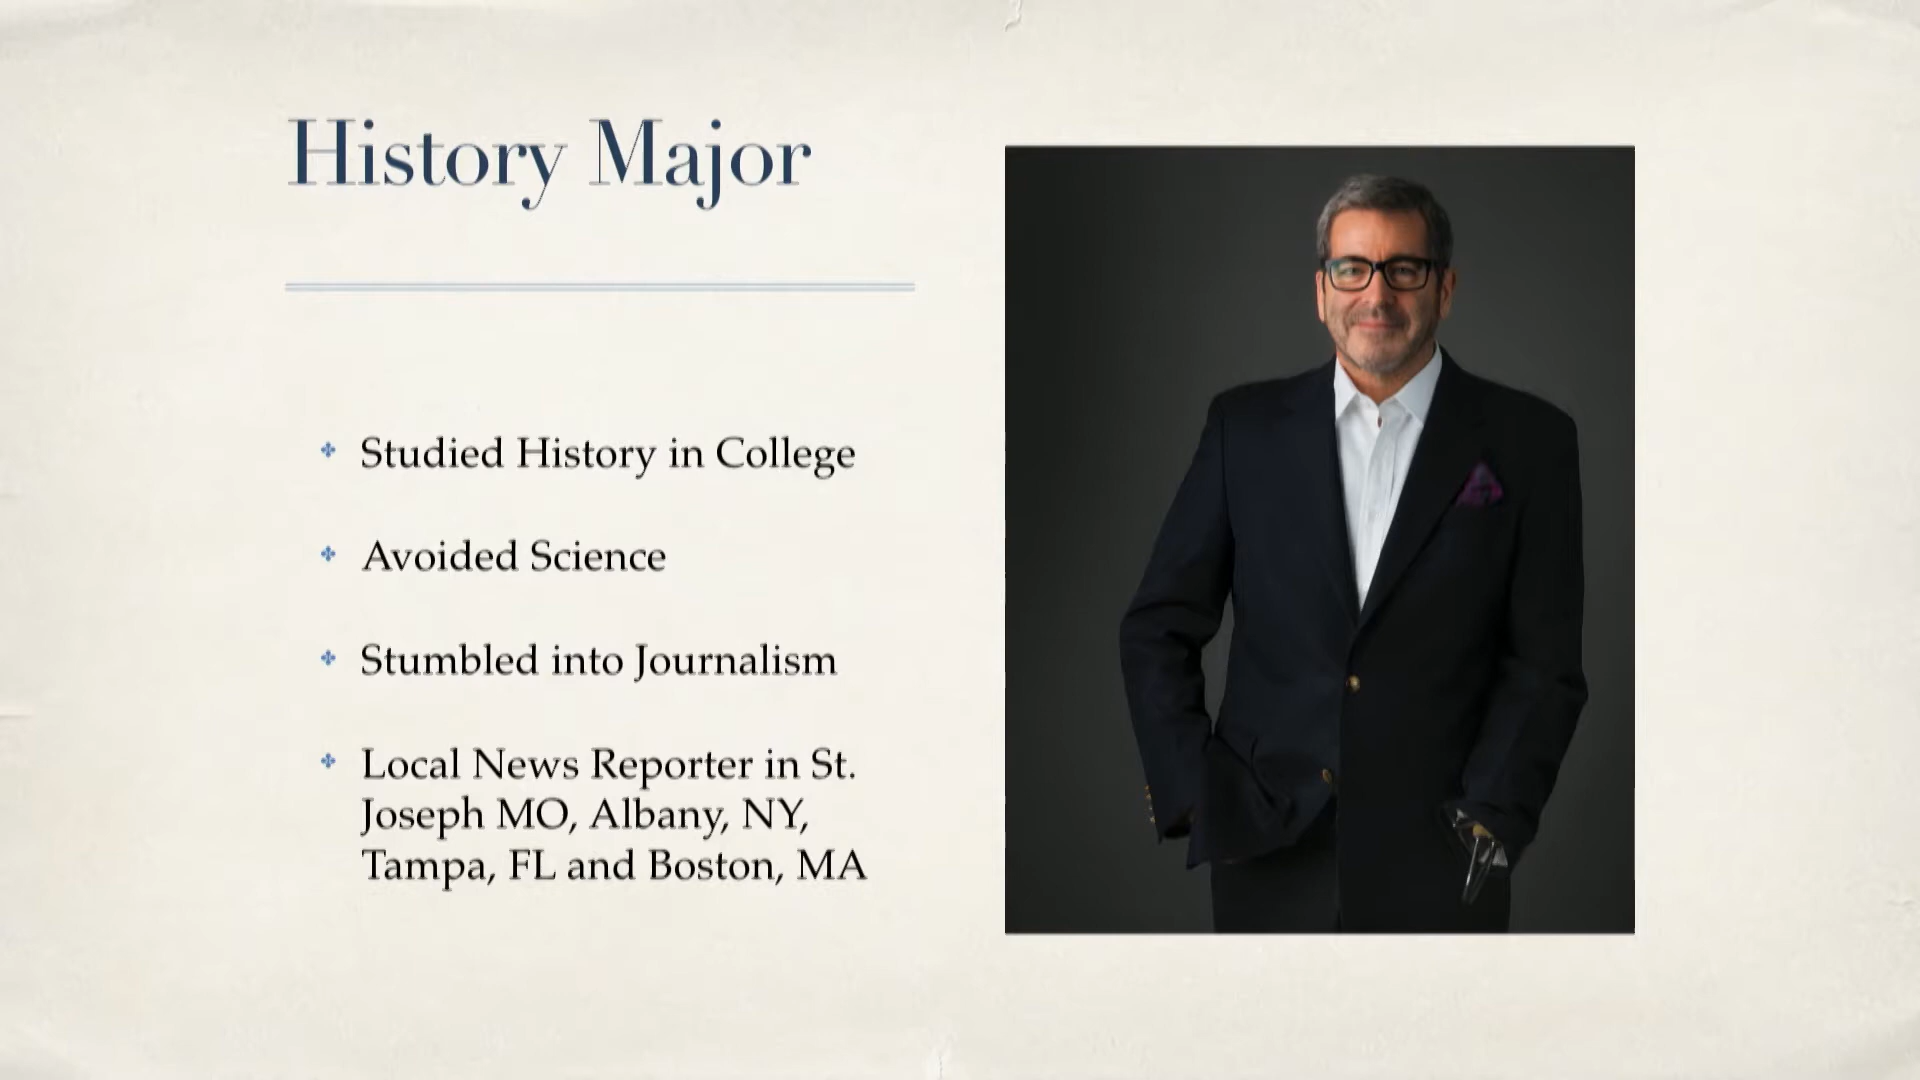 History Major
Studied History in College
Avoided Science
Stumbled into Journalism
Local News Reporter in St.
Joseph MO, Albany, NY,
Tampa, FL and Boston, MA